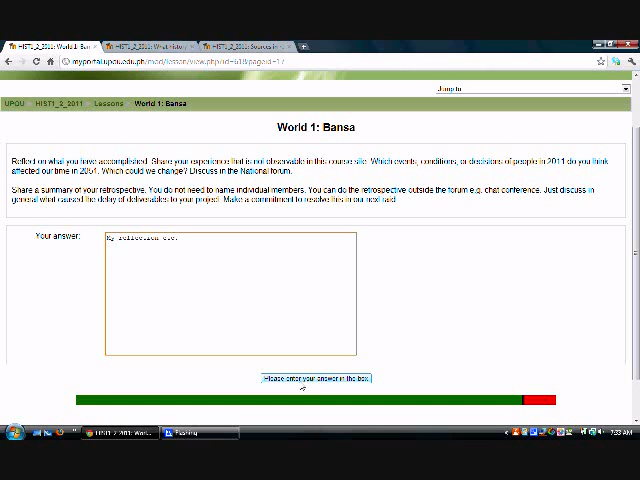 HIST1_2_2011: World 1: Ban
HIST1_2_2011: What history
HIST1_2_2011: Sources in
myportal.upou.edu.ph/mod/lesson/view.php?id=618&pageid=17
Jump to
UPOU HIST1_2_2011 Lessons World 1: Bansa
World 1: Bansa
Reflect on what you have accomplished. Share your experience that is not observable in this course site. Which events, conditions, or decisions of people in 2011 do you think
affected our time in 2051. Which could we change? Discuss in the National forum.
Share a summary of your retrospective. You do not need to name individual members. You can do the retrospective outside the forum e.g. chat conference. Just discuss in
general what caused the delay of deliverables to your project. Make a commitment to resolve this in our next raid
Your answer:
My reflection etc.
Please enter your answer in the box
HIST1_2_2011: Worl...
Flashing
7:33 AM